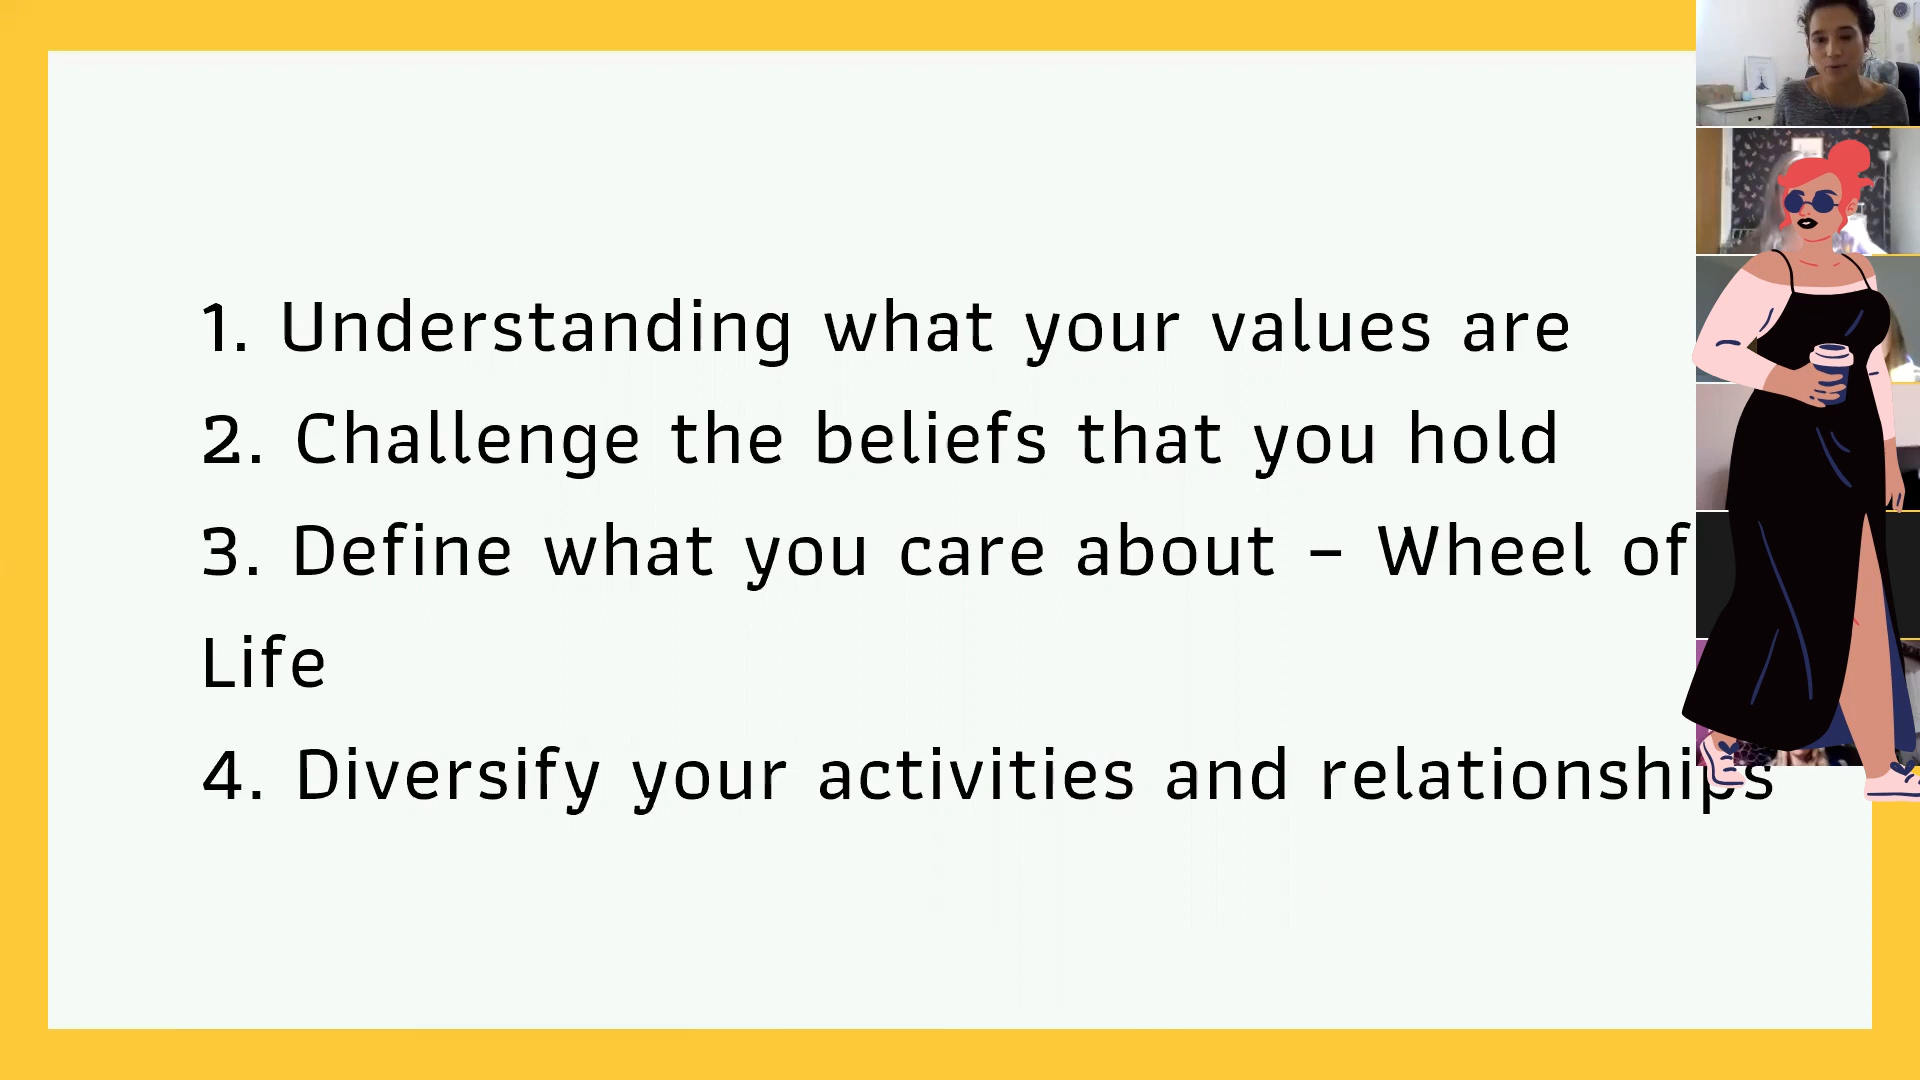 1. Understanding what your values are
2. Challenge the beliefs that you hold
3. Define what you care about – Wheel of
Life
4. Diversify your activities and relationships